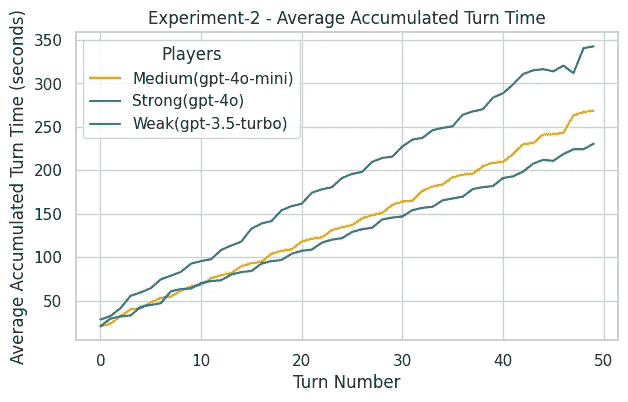 Experiment-2 - Average Accumulated Turn Time
Average Accumulated Turn Time (seconds)
350
300
250
200
150
100
50
Players
Medium(gpt-4o-mini)
Strong(gpt-4o)
Weak(gpt-3.5-turbo)
0 10 20 30 40 50
Turn Number